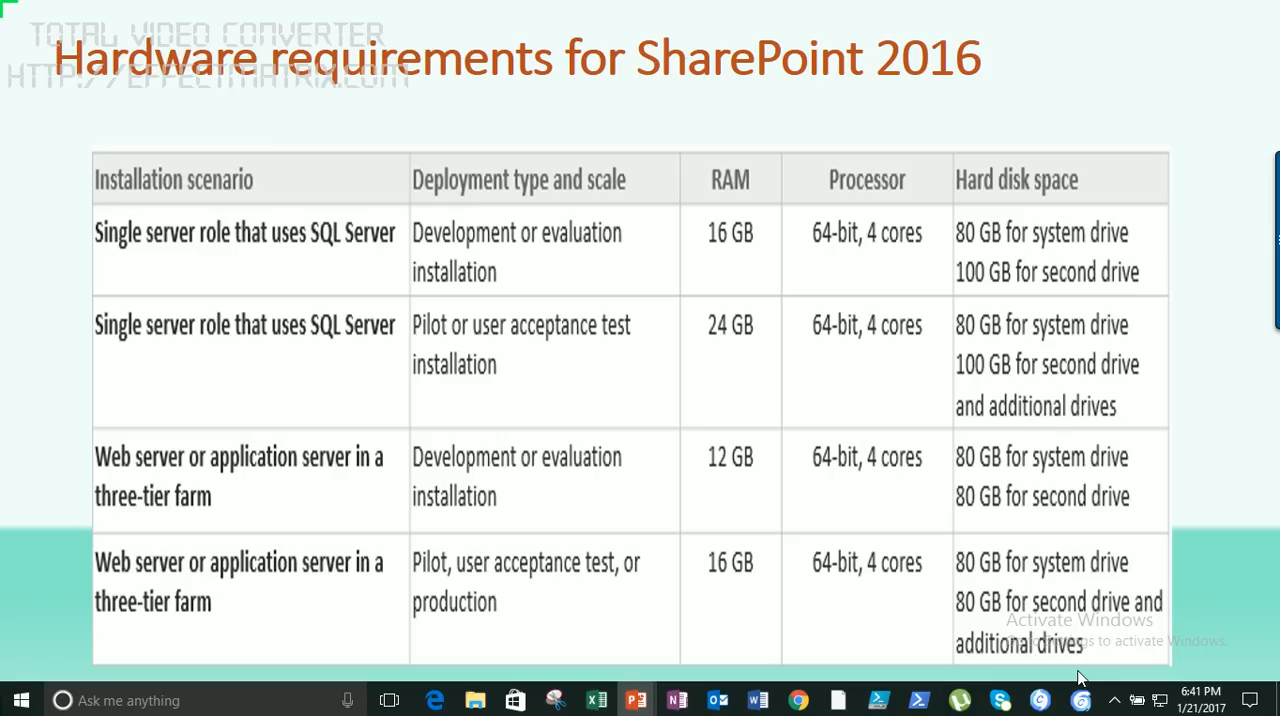 TOTAL VIDEO CONVERTER
Hardware requirements for SharePoint 2016
HTTP://EFFECTMATRIX.COM
Installation scenario Deployment type and scale RAM Processor Hard disk space
Single server role that uses SQL Server Development or evaluation 16 GB 64-bit, 4 cores 80 GB for system drive
installation 100 GB for second drive
Single server role that uses SQL Server Pilot or user acceptance test 24 GB 64-bit, 4 cores 80 GB for system drive
installation 100 GB for second drive
and additional drives
Web server or application server in a Development or evaluation 12 GB 64-bit, 4 cores 80 GB for system drive
three-tier farm installation 80 GB for second drive
Web server or application server in a Pilot, user acceptance test, or 16 GB 64-bit, 4 cores 80 GB for system drive
three-tier farm production 80 GB for second drive and
Activate Windows
additional drives
to activate Windows.
Ask me anything
6:41 PM
1/21/2017